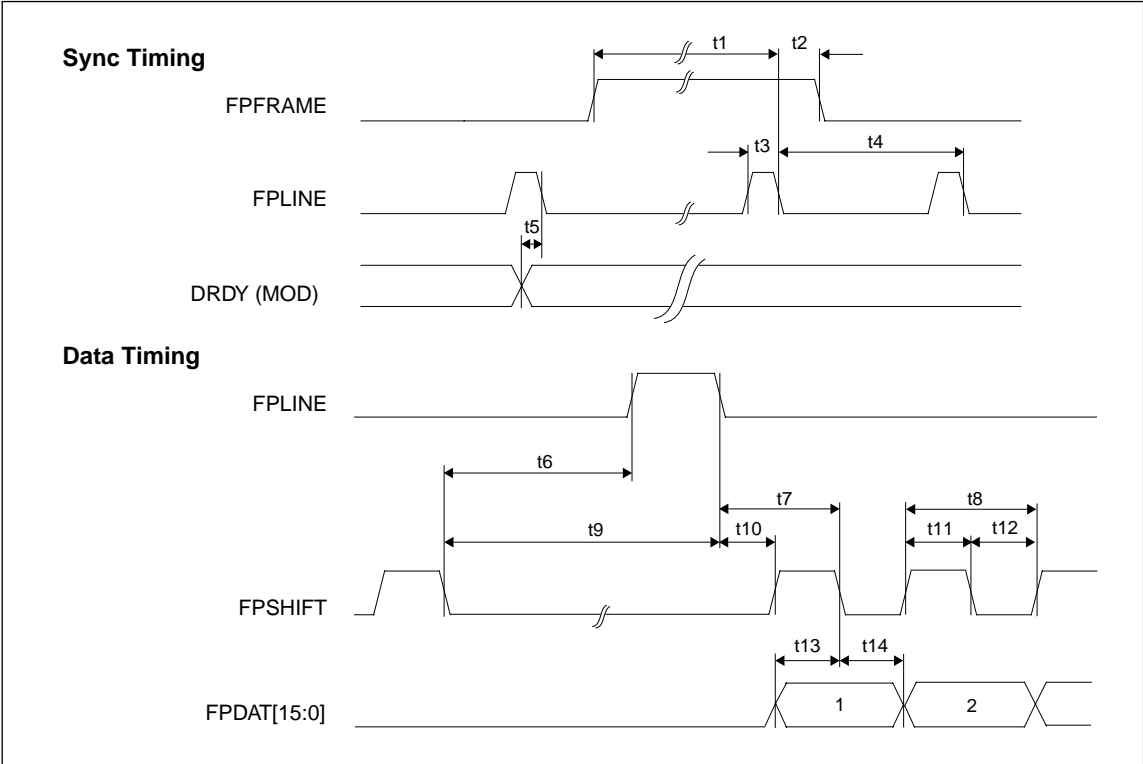 Sync Timing
t1 t2
FPFRAME
t3 t4
FPLINE
t5
DRDY (MOD)
Data Timing
FPLINE
t6
t7 t8
t9 t10 t11 t12
FPSHIFT
t13 t14
FPDAT[15:0] 1 2